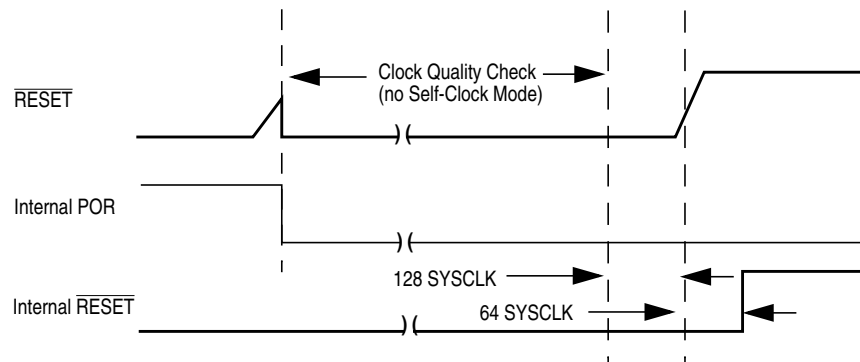 Clock Quality Check
(no Self-Clock Mode)
RESET
Internal POR
128 SYSCLK
Internal RESET
64 SYSCLK